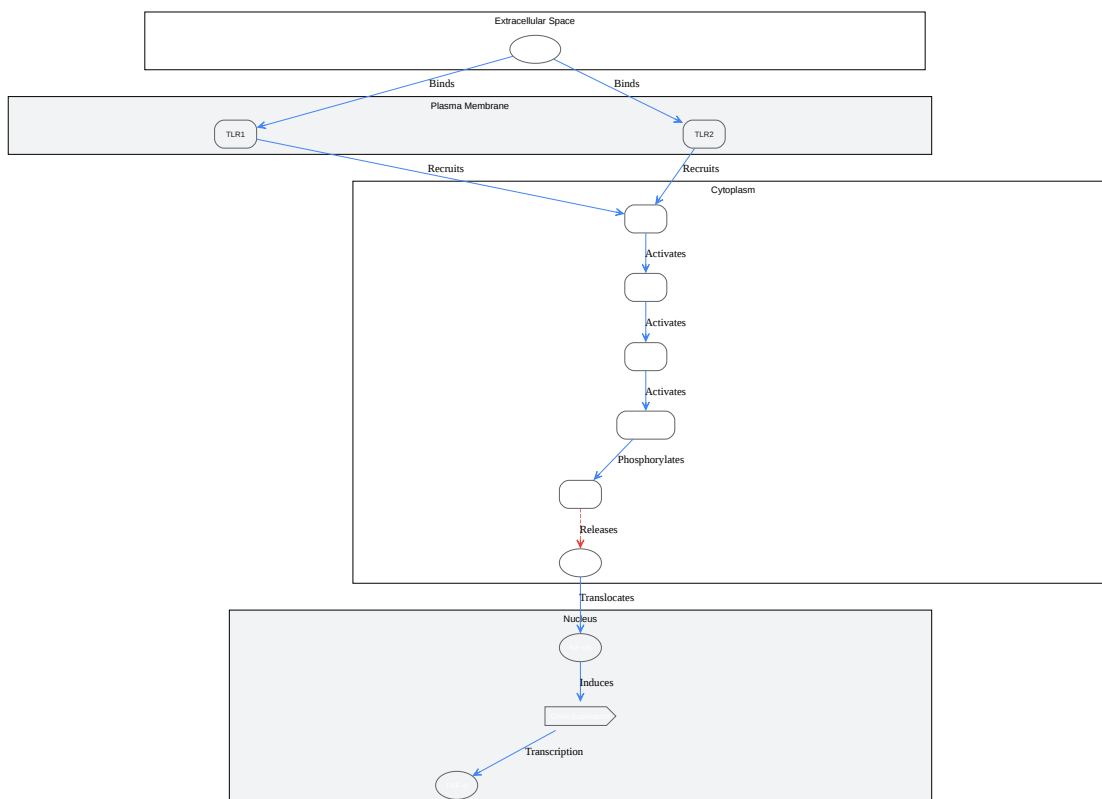 Extracellular Space
Binds
Binds
Plasma Membrane
TLR1
TLR2
Recruits
Recruits
Cytoplasm
Activates
Activates
Activates
Phosphorylates
Releases
Translocates
Nucleus
Induces
Transcription